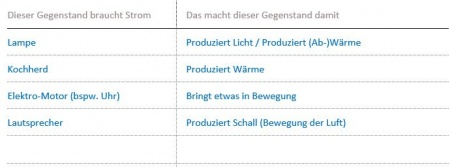 Dieser Gegenstand braucht Strom Das macht dieser Gegenstand damit
Lampe Produziert Licht / Produziert (Ab-)Wärme
Kochherd Produziert Wärme
Elektro-Motor (bspw. Uhr) Bringt etwas in Bewegung
Lautsprecher Produziert Schall (Bewegung der Luft)